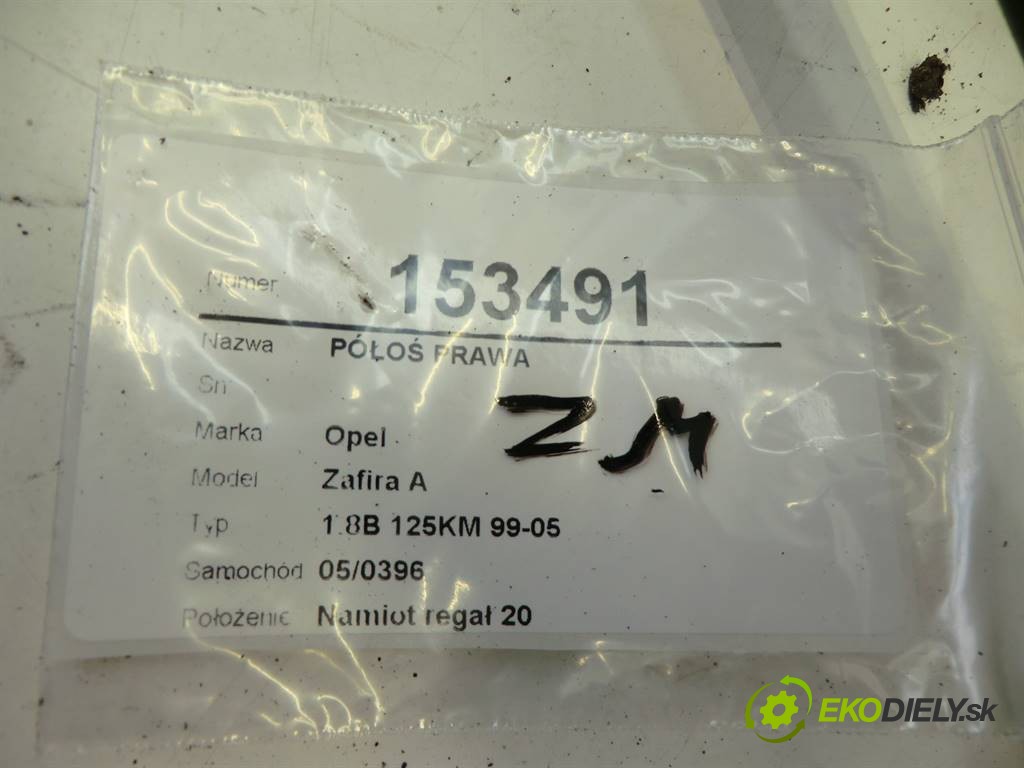 Numer 153491
Nazwa PÓŁOŚ PRAWA
Sn
ZM
Marka Opel
Model Zafira A
Typ 1.8B 125KM 99-05
Samochód 05/0396
Położenie Namiot regał 20
EKODIELY.sk